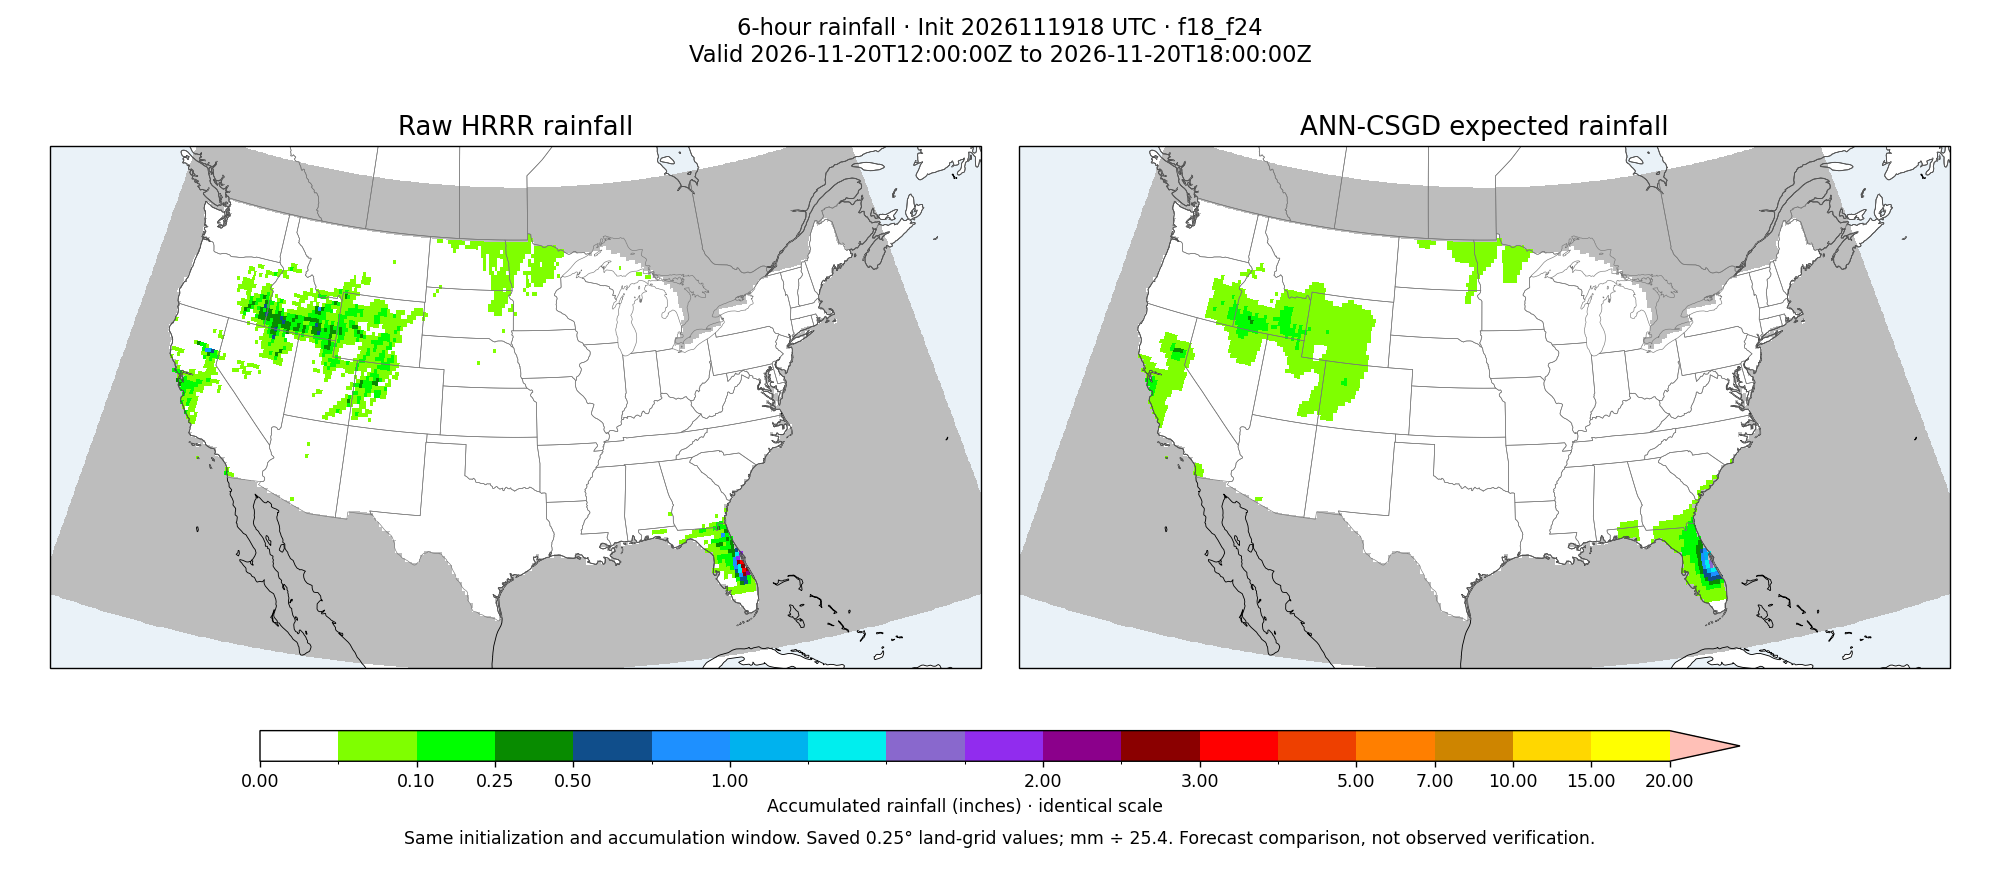 6-hour rainfall · Init 2026111918 UTC · f18_f24
Valid 2026-11-20T12:00:00Z to 2026-11-20T18:00:00Z
Raw HRRR rainfall
ANN-CSGD expected rainfall
0.00 0.10 0.25 0.50 1.00 2.00 3.00 5.00 7.00 10.00 15.00 20.00
Accumulated rainfall (inches) · identical scale
Same initialization and accumulation window. Saved 0.25° land-grid values; mm ÷ 25.4. Forecast comparison, not observed verification.